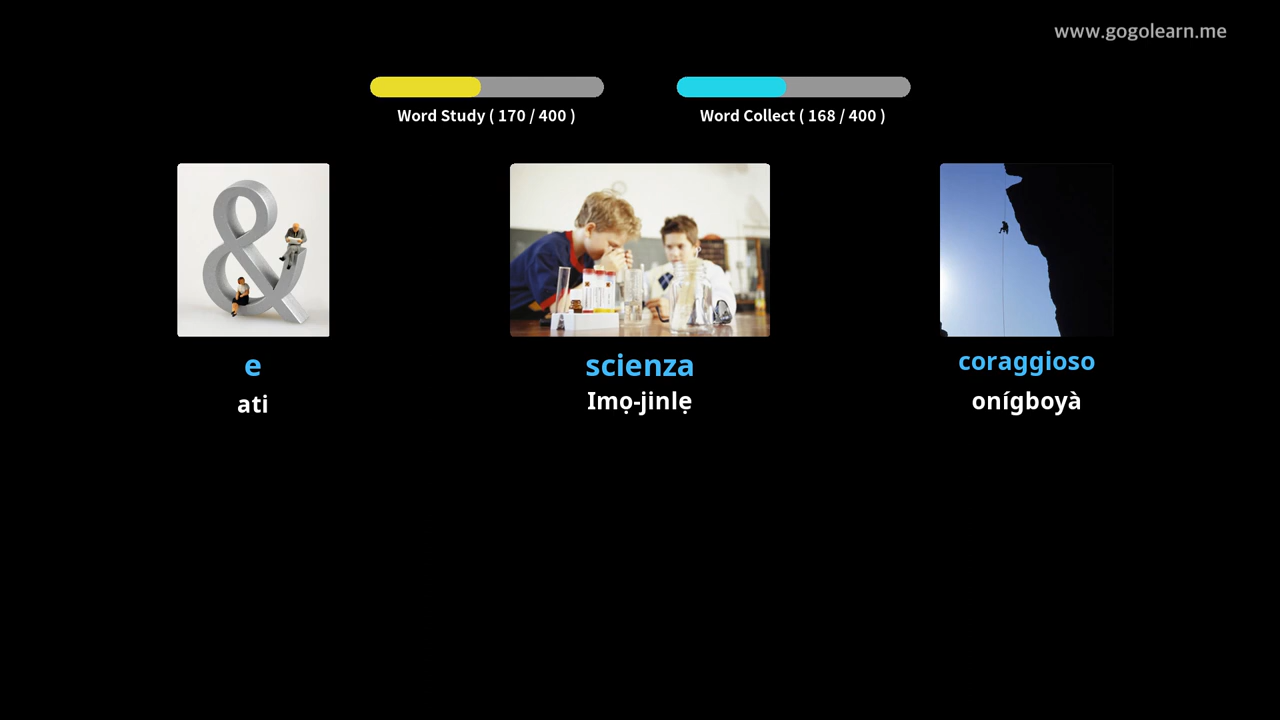 www.gogolearn.me
Word Study ( 170 / 400 )
Word Collect ( 168 / 400 )
&
e
ati
scienza
Imọ-jinlẹ
coraggioso
onígboyà